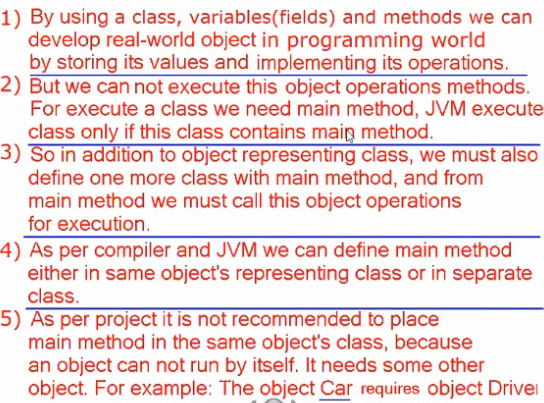 1) By using a class, variables(fields) and methods we can
develop real-world object in programming world
by storing its values and implementing its operations.
2) But we can not execute this object operations methods.
For execute a class we need main method, JVM execute
class only if this class contains main method.
3) So in addition to object representing class, we must also
define one more class with main method, and from
main method we must call this object operations
for execution.
4) As per compiler and JVM we can define main method
either in same object's representing class or in separate
class.
5) As per project it is not recommended to place
main method in the same object's class, because
an object can not run by itself. It needs some other
object. For example: The object Car requires object Driver